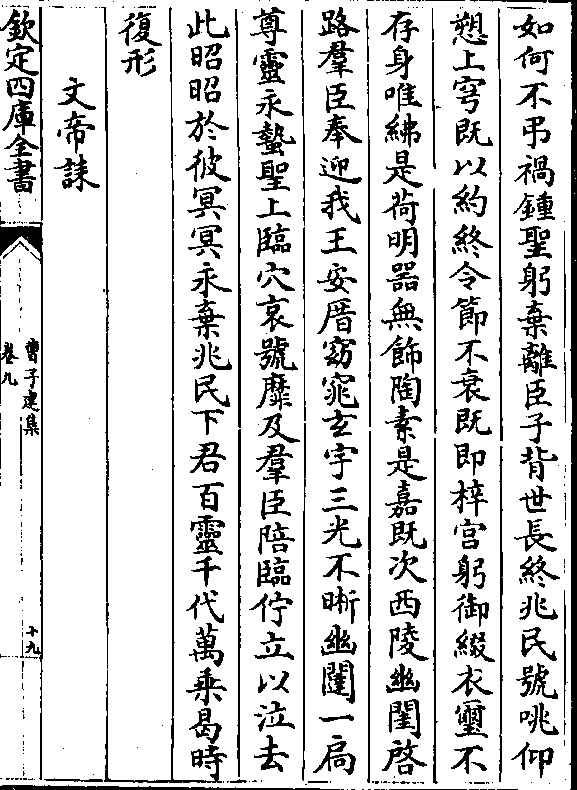 如何不弔禍鍾聖躬棄離臣子背世長終兆民號咷仰
愬上穹既以約終令節不衰既即梓宮躬御綴衣璽不
存身唯紼是荷明器無飾陶素是嘉既次西陵幽閨啓
路羣臣奉迎我王安厝窈窕玄宇三光不晰幽闥一扃
尊靈永蟄聖上臨穴哀號靡及羣臣陪臨佇立以泣去
此昭昭於彼冥冥永棄兆民下君百靈千代萬乘曷時
復形
文帝誄
欽定四庫全書
曹子建集
卷九
十九